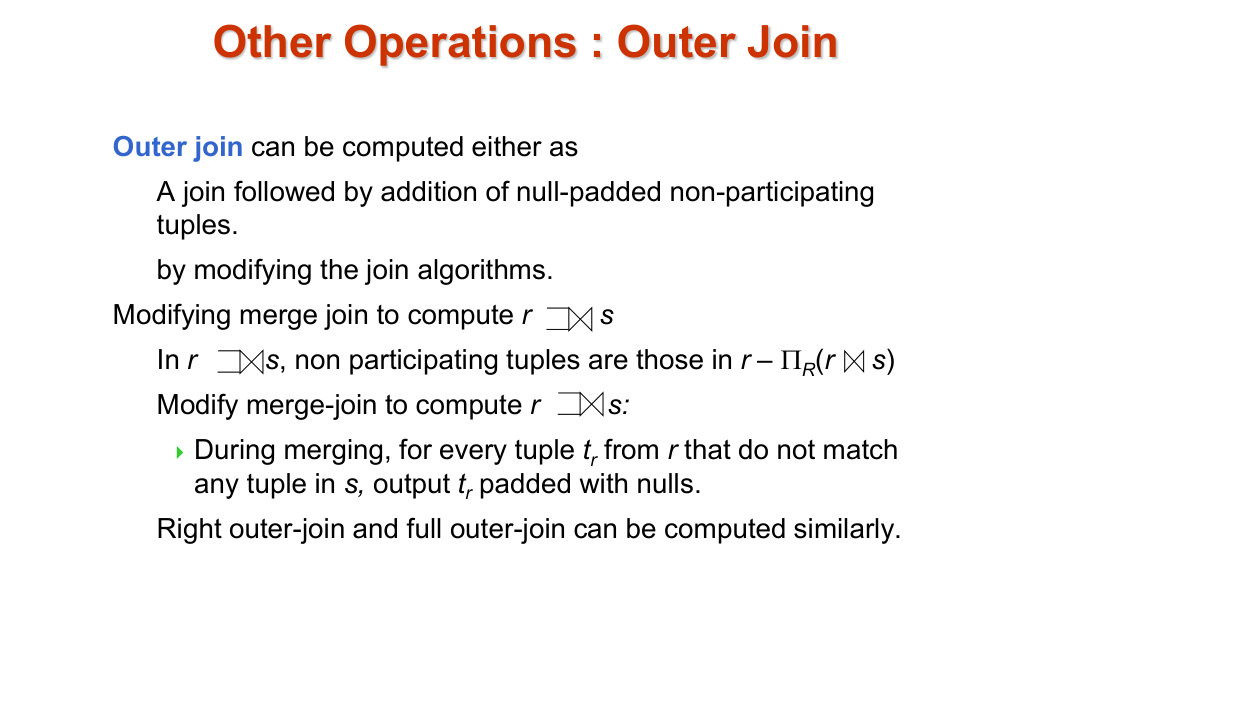 Other Operations : Outer Join
Outer join can be computed either as
A join followed by addition of null-padded non-participating
tuples.
by modifying the join algorithms.
Modifying merge join to compute r ⟕ s
In r ⟕ s, non participating tuples are those in r – Π_R(r ⋈ s)
Modify merge-join to compute r ⟕ s:
During merging, for every tuple t_r from r that do not match
any tuple in s, output t_r padded with nulls.
Right outer-join and full outer-join can be computed similarly.